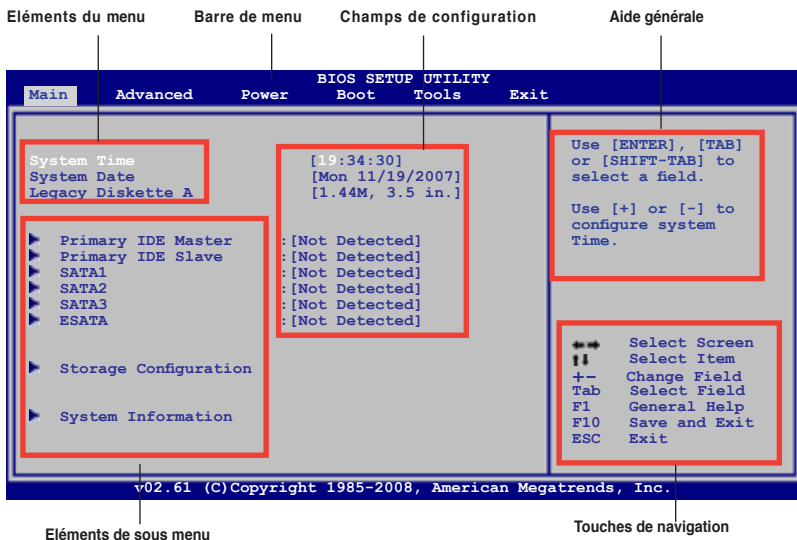 Eléments du menu Barre de menu Champs de configuration Aide générale
BIOS SETUP UTILITY
Main Advanced Power Boot Tools Exit
System Time [19:34:30]
System Date [Mon 11/19/2007]
Legacy Diskette A [1.44M, 3.5 in.]
Primary IDE Master :[Not Detected]
Primary IDE Slave :[Not Detected]
SATA1 :[Not Detected]
SATA2 :[Not Detected]
SATA3 :[Not Detected]
ESATA :[Not Detected]
Storage Configuration
System Information
Use [ENTER], [TAB]
or [SHIFT-TAB] to
select a field.
Use [+] or [-] to
configure system
Time.
←→ Select Screen
↑↓ Select Item
+- Change Field
Tab Select Field
F1 General Help
F10 Save and Exit
ESC Exit
v02.61 (C)Copyright 1985-2008, American Megatrends, Inc.
Eléments de sous menu Touches de navigation